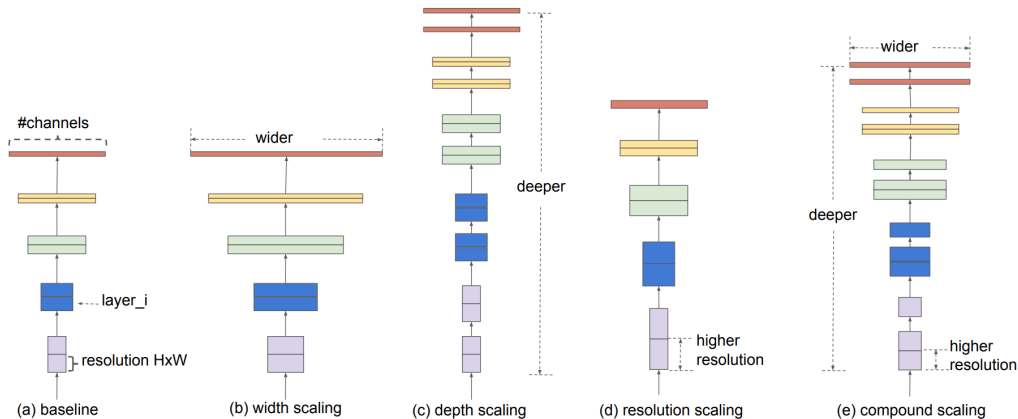 #channels
layer_i
resolution HxW
(a) baseline
wider
(b) width scaling
deeper
(c) depth scaling
higher
resolution
(d) resolution scaling
wider
deeper
higher
resolution
(e) compound scaling